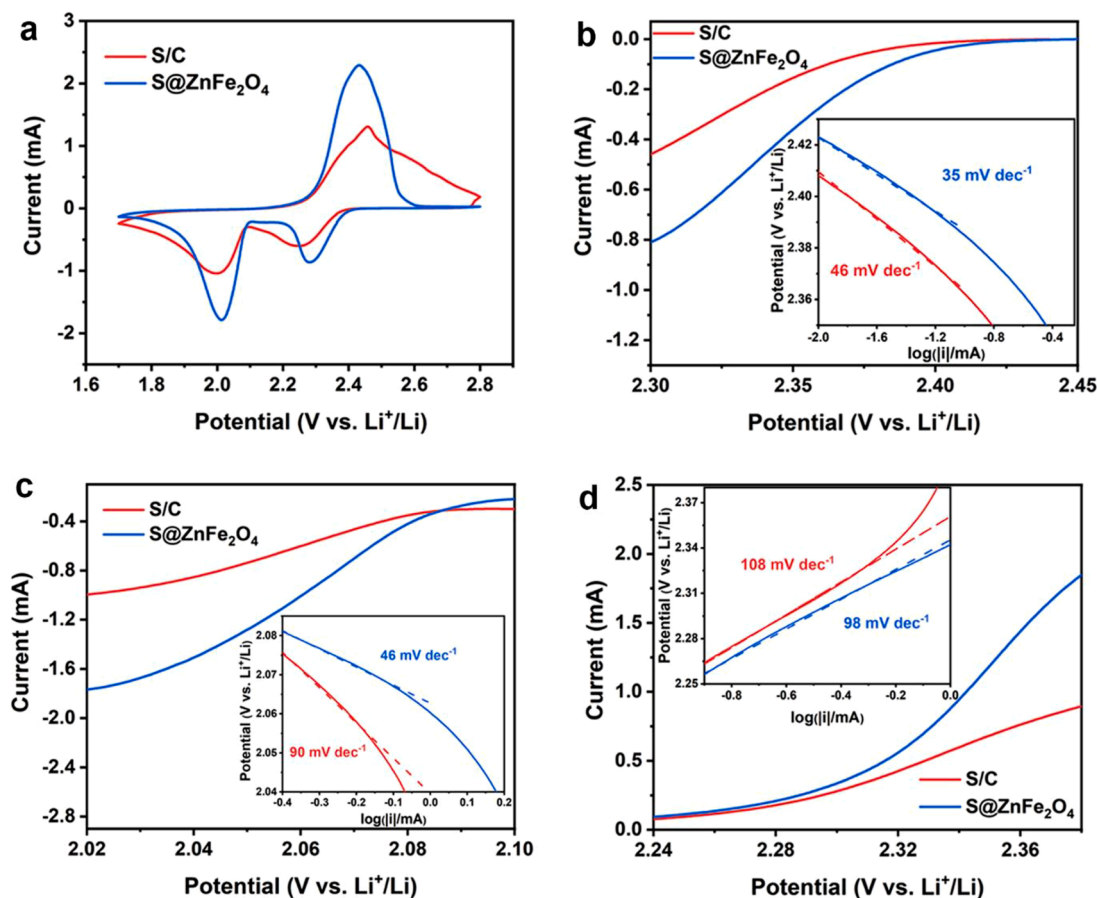 a
S/C
S@ZnFe₂O₄
Current (mA)
3
2
1
0
-1
-2
1.6 1.8 2.0 2.2 2.4 2.6 2.8
Potential (V vs. Li⁺/Li)
b
S/C
S@ZnFe₂O₄
Current (mA)
0.0
-0.2
-0.4
-0.6
-0.8
-1.0
-1.2
2.30 2.35 2.40 2.45
Potential (V vs. Li⁺/Li)
35 mV dec⁻¹
46 mV dec⁻¹
Potential (V vs. Li⁺/Li)
2.42
2.40
2.38
2.36
-2.0 -1.6 -1.2 -0.8 -0.4
log(|i|/mA)
c
S/C
S@ZnFe₂O₄
Current (mA)
-0.4
-0.8
-1.2
-1.6
-2.0
-2.4
-2.8
2.02 2.04 2.06 2.08 2.10
Potential (V vs. Li⁺/Li)
46 mV dec⁻¹
90 mV dec⁻¹
Potential (V vs. Li⁺/Li)
2.08
2.07
2.06
2.05
2.04
-0.4 -0.3 -0.2 -0.1 0.0 0.1 0.2
log(|i|/mA)
d
Current (mA)
2.5
2.0
1.5
1.0
0.5
0.0
2.24 2.28 2.32 2.36
Potential (V vs. Li⁺/Li)
108 mV dec⁻¹
98 mV dec⁻¹
Potential (V vs. Li⁺/Li)
2.37
2.34
2.31
2.28
2.25
-0.8 -0.6 -0.4 -0.2 0.0
log(|i|/mA)
S/C
S@ZnFe₂O₄